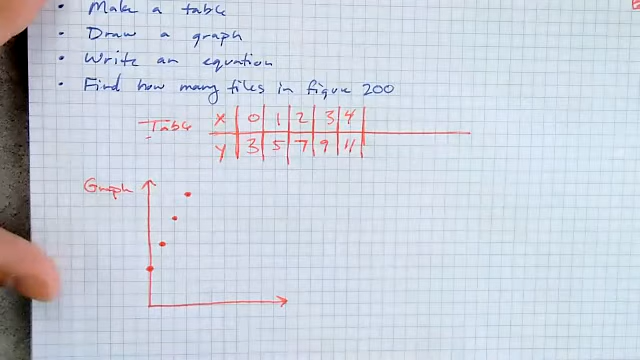 • Make a table
• Draw a graph
• Write an equation
• Find how many tiles in figure 200
Table x 0 1 2 3 4
y 3 5 7 9 11
Graph